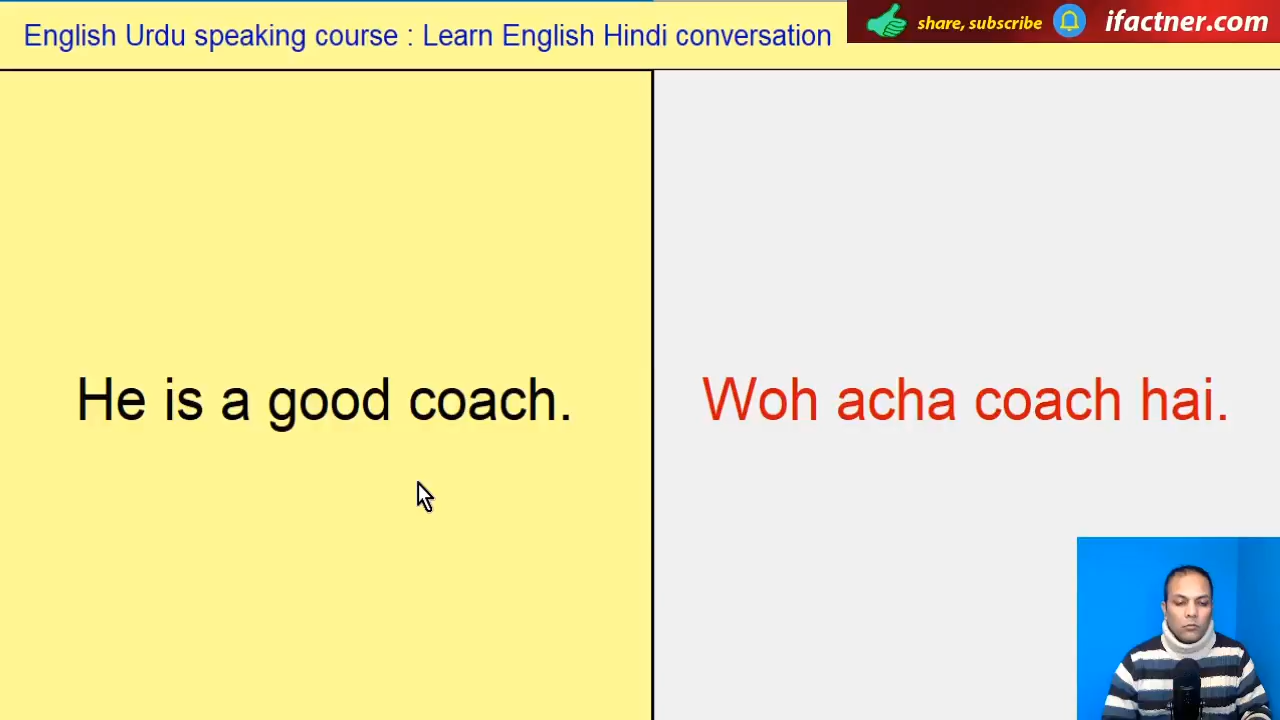 English Urdu speaking course : Learn English Hindi conversation
share, subscribe
ifactner.com
He is a good coach.
Woh acha coach hai.